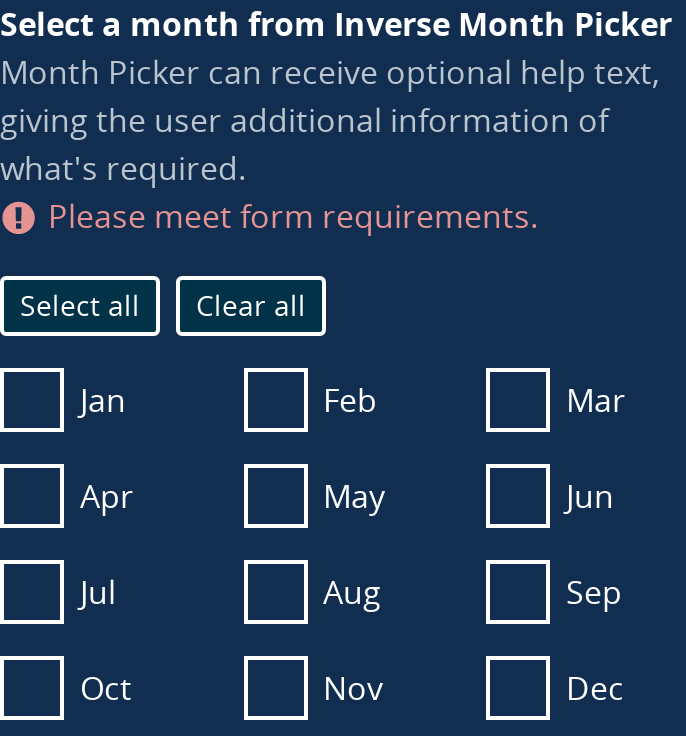 Select a month from Inverse Month Picker
Month Picker can receive optional help text,
giving the user additional information of
what's required.
Please meet form requirements.
Select all Clear all
Jan Feb Mar
Apr May Jun
Jul Aug Sep
Oct Nov Dec